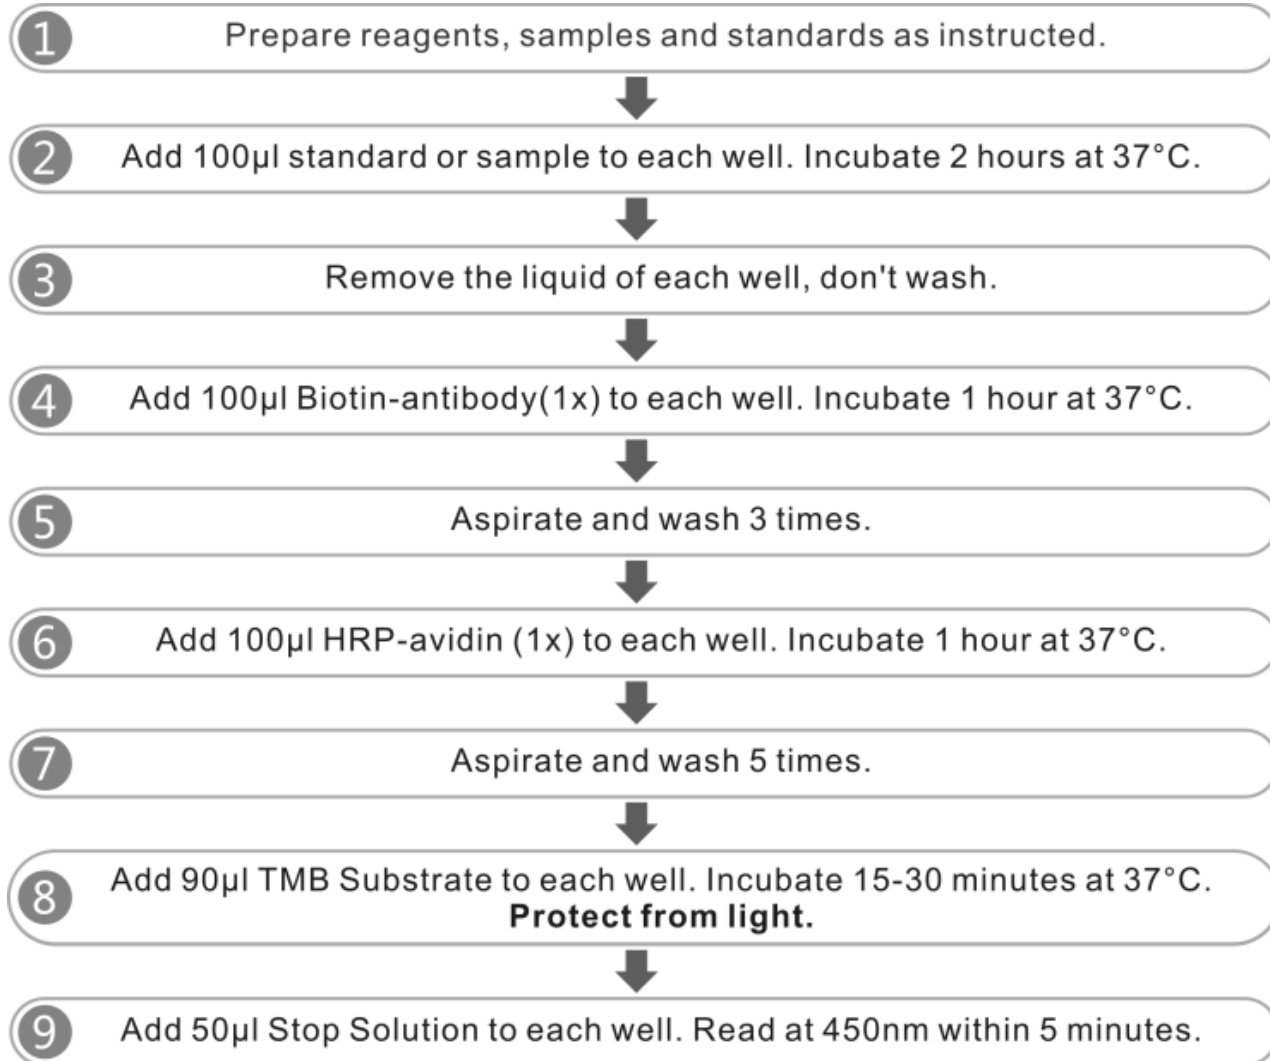 1 Prepare reagents, samples and standards as instructed.
2 Add 100µl standard or sample to each well. Incubate 2 hours at 37°C.
3 Remove the liquid of each well, don't wash.
4 Add 100µl Biotin-antibody(1x) to each well. Incubate 1 hour at 37°C.
5 Aspirate and wash 3 times.
6 Add 100µl HRP-avidin (1x) to each well. Incubate 1 hour at 37°C.
7 Aspirate and wash 5 times.
8 Add 90µl TMB Substrate to each well. Incubate 15-30 minutes at 37°C.
Protect from light.
9 Add 50µl Stop Solution to each well. Read at 450nm within 5 minutes.